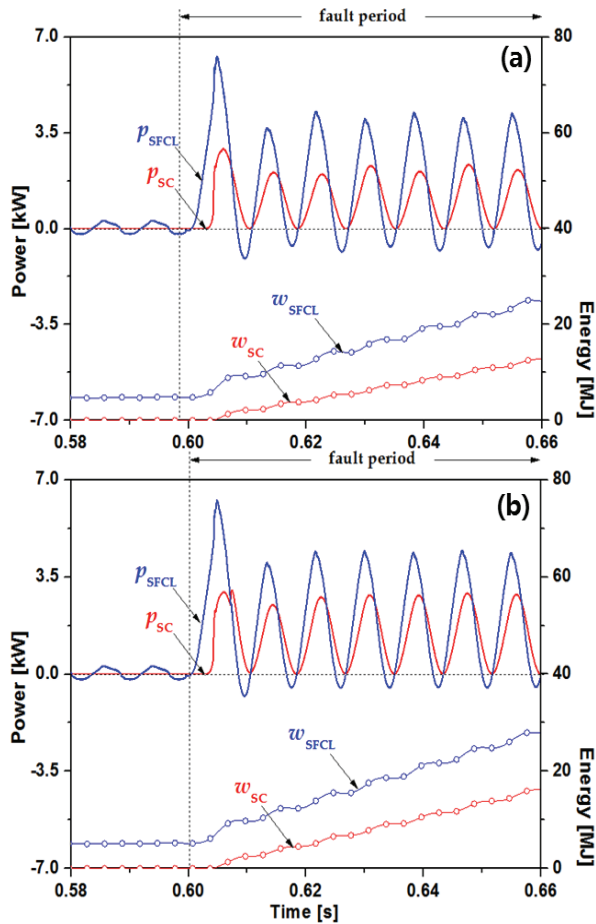 fault period
7.0
3.5
0.0
-3.5
-7.0
Power [kW]
80
60
40
20
0
Energy [MJ]
(a)
pSFCL
pSC
wSFCL
wSC
0.58
0.60
0.62
0.64
0.66
fault period
7.0
3.5
0.0
-3.5
-7.0
Power [kW]
80
60
40
20
0
Energy [MJ]
(b)
pSFCL
pSC
wSFCL
wSC
0.58
0.60
0.62
0.64
0.66
Time [s]